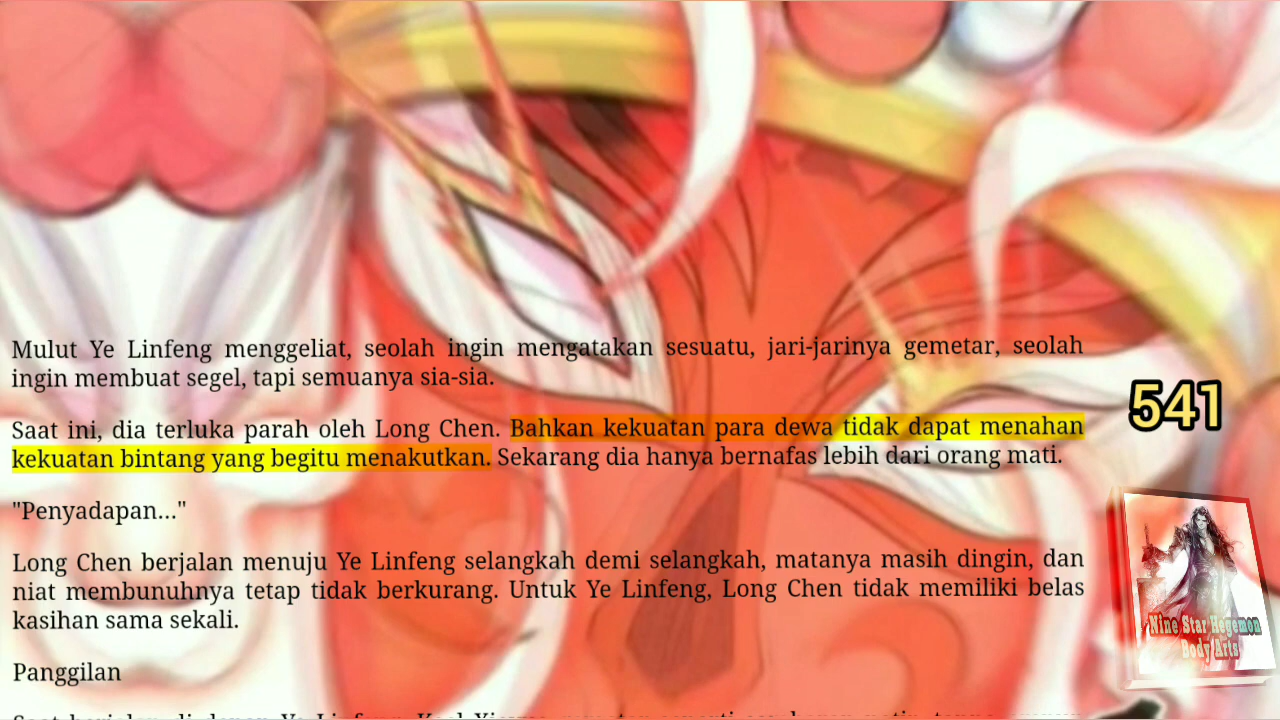 Mulut Ye Linfeng menggeliat, seolah ingin mengatakan sesuatu, jari-jarinya gemetar, seolah
ingin membuat segel, tapi semuanya sia-sia.
Saat ini, dia terluka parah oleh Long Chen. Bahkan kekuatan para dewa tidak dapat menahan
kekuatan bintang yang begitu menakutkan. Sekarang dia hanya bernafas lebih dari orang mati.
"Penyadapan..."
Long Chen berjalan menuju Ye Linfeng selangkah demi selangkah, matanya masih dingin, dan
niat membunuhnya tetap tidak berkurang. Untuk Ye Linfeng, Long Chen tidak memiliki belas
kasihan sama sekali.
Panggilan
541
Nine Star Hegemon
Body Arts